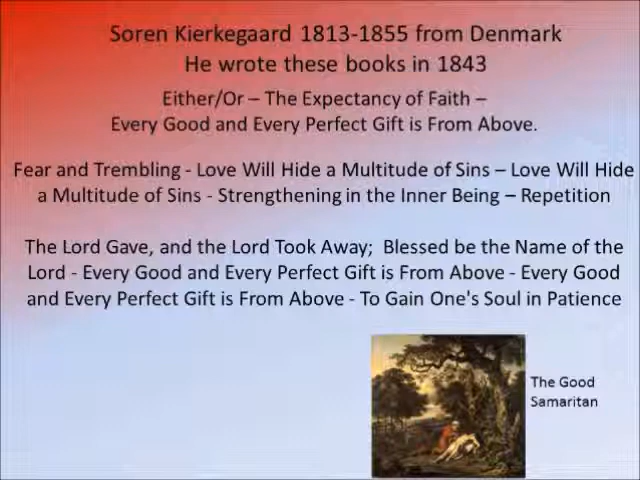 Soren Kierkegaard 1813-1855 from Denmark
He wrote these books in 1843
Either/Or – The Expectancy of Faith –
Every Good and Every Perfect Gift is From Above.
Fear and Trembling - Love Will Hide a Multitude of Sins – Love Will Hide
a Multitude of Sins - Strengthening in the Inner Being – Repetition
The Lord Gave, and the Lord Took Away; Blessed be the Name of the
Lord - Every Good and Every Perfect Gift is From Above - Every Good
and Every Perfect Gift is From Above - To Gain One's Soul in Patience
The Good
Samaritan